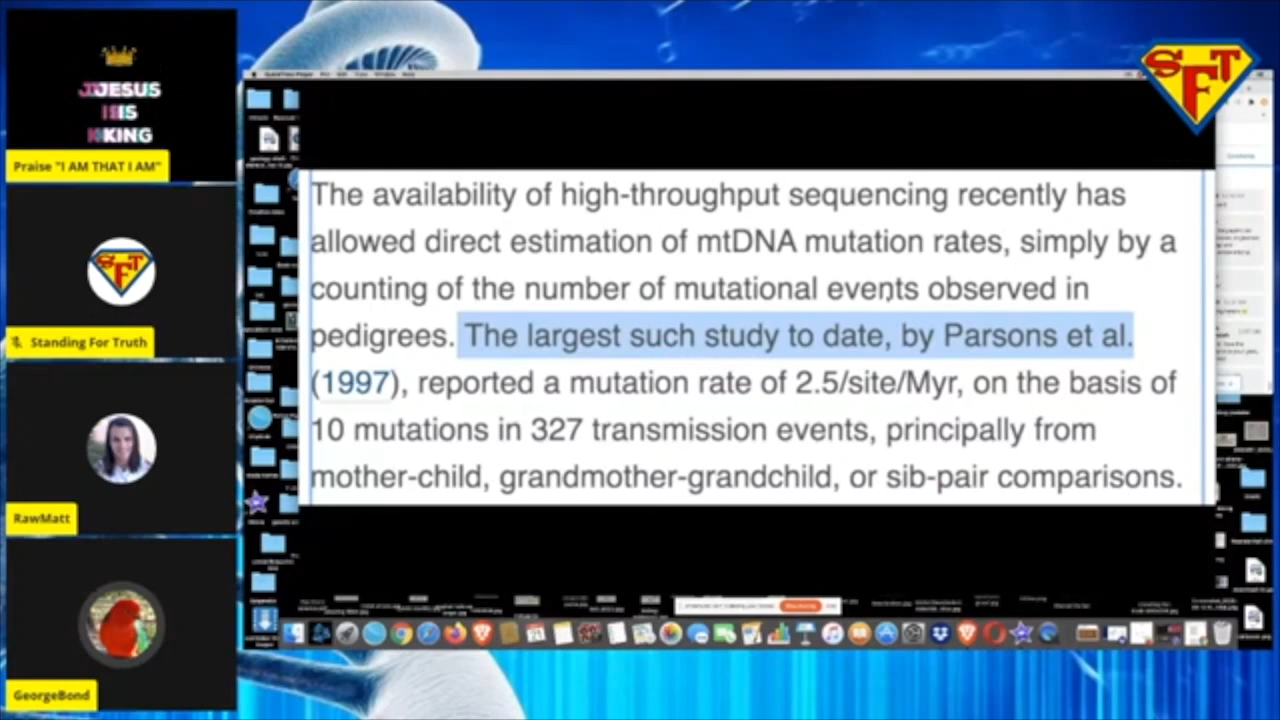 JESUS
IS
KING
Praise "I AM THAT I AM"
SFT
Standing For Truth
RawMatt
GeorgeBond
SFT
The availability of high-throughput sequencing recently has
allowed direct estimation of mtDNA mutation rates, simply by a
counting of the number of mutational events observed in
pedigrees. The largest such study to date, by Parsons et al.
(1997), reported a mutation rate of 2.5/site/Myr, on the basis of
10 mutations in 327 transmission events, principally from
mother-child, grandmother-grandchild, or sib-pair comparisons.